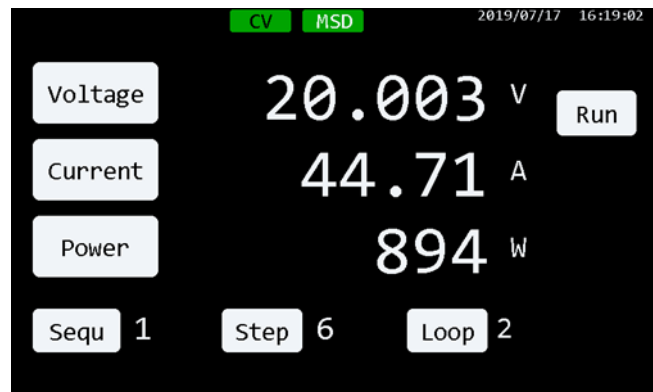 CV MSD 2019/07/17 16:19:02
Voltage 20.003 V
Run
Current 44.71 A
Power 894 W
Sequ 1 Step 6 Loop 2